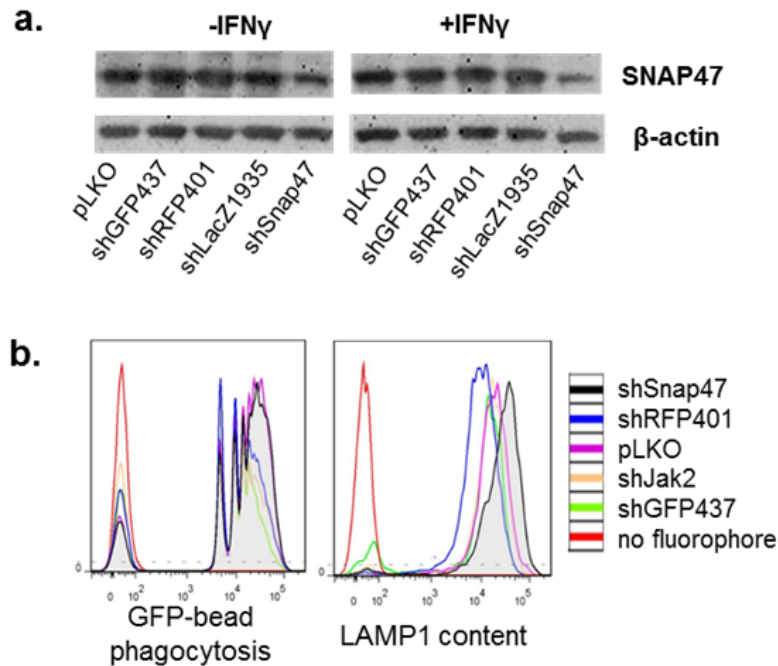 a.
-IFNγ
+IFNγ
SNAP47
β-actin
pLKO
shGFP437
shRFP401
shLacZ1935
shSnap47
pLKO
shGFP437
shRFP401
shLacZ1935
shSnap47
b.
0
0 10² 10³ 10⁴ 10⁵
GFP-bead
phagocytosis
0
0 10² 10³ 10⁴ 10⁵
LAMP1 content
shSnap47
shRFP401
pLKO
shJak2
shGFP437
no fluorophore